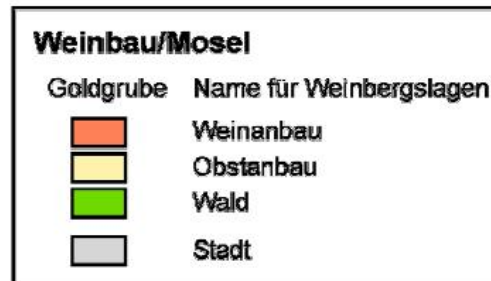 Weinbau/Mosel
Goldgrube Name für Weinbergslagen
Weinanbau
Obstanbau
Wald
Stadt